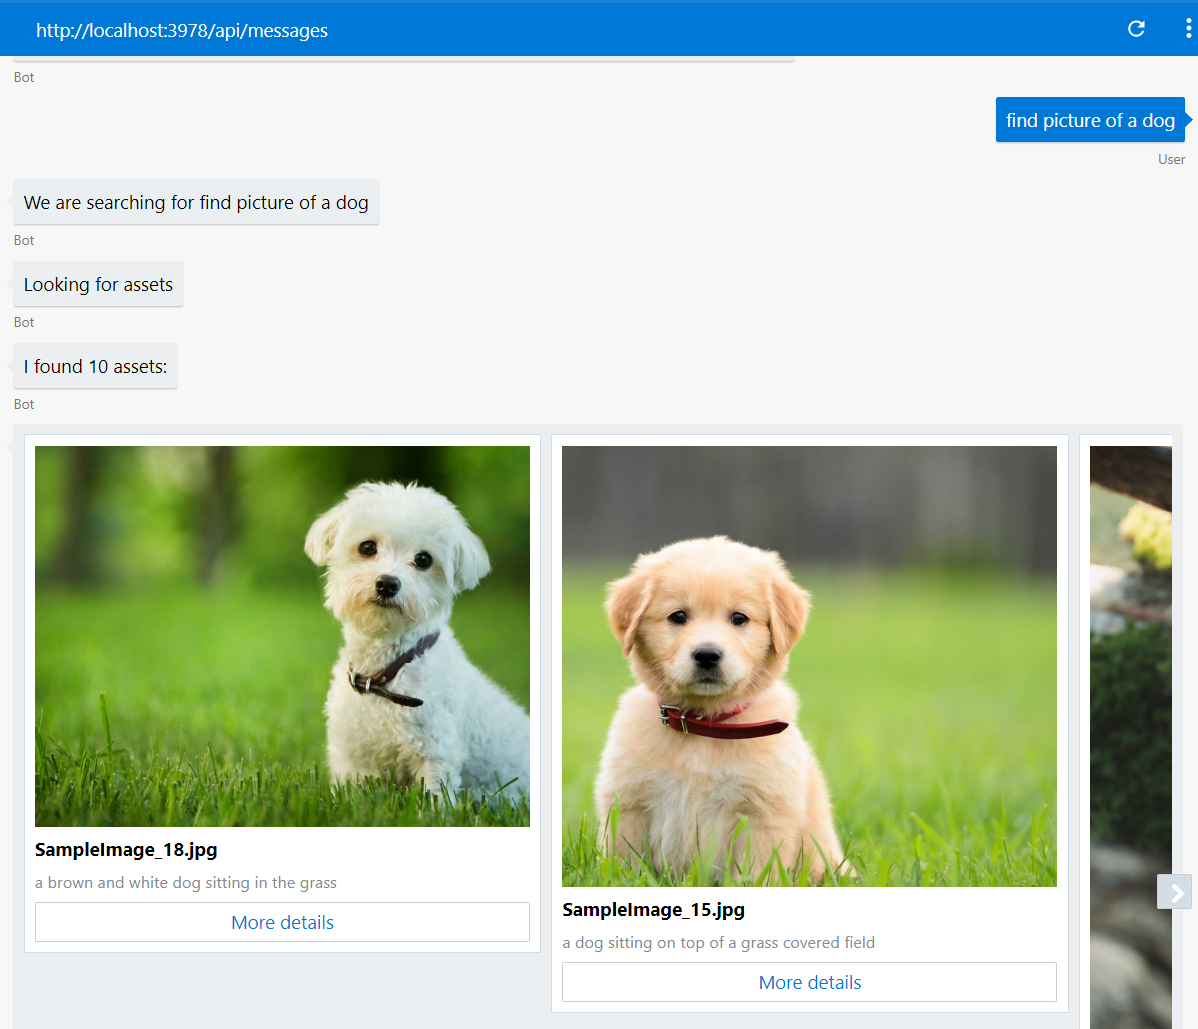 http://localhost:3978/api/messages
Bot
find picture of a dog
User
We are searching for find picture of a dog
Bot
Looking for assets
Bot
I found 10 assets:
Bot
SampleImage_18.jpg
a brown and white dog sitting in the grass
More details
SampleImage_15.jpg
a dog sitting on top of a grass covered field
More details